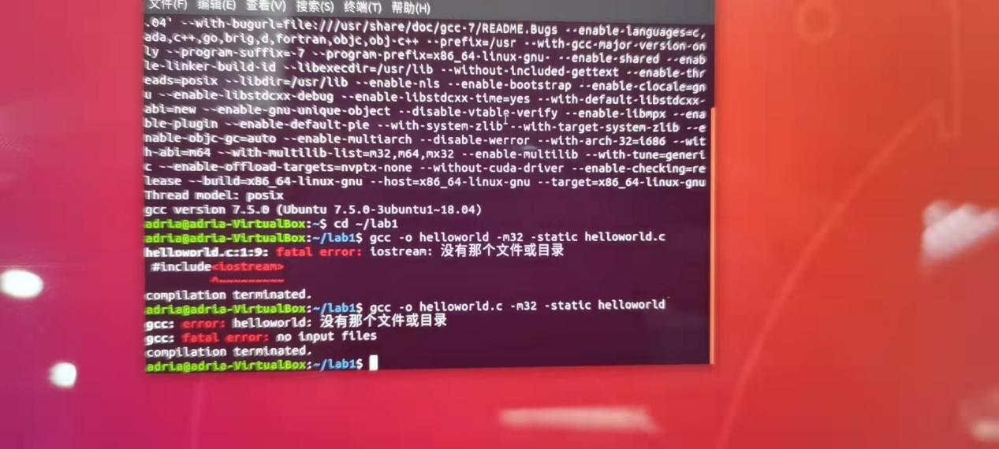 文件(F) 编辑(E) 查看(V) 搜索(S) 终端(T) 帮助(H)
.04' --with-bugurl=file:///usr/share/doc/gcc-7/README.Bugs --enable-languages=c,
ada,c++,go,brig,d,fortran,objc,obj-c++ --prefix=/usr --with-gcc-major-version-on
ly --program-suffix=-7 --program-prefix=x86_64-linux-gnu- --enable-shared --enab
le-linker-build-id --libexecdir=/usr/lib --without-included-gettext --enable-thr
eads=posix --libdir=/usr/lib --enable-nls --enable-bootstrap --enable-clocale=gn
u --enable-libstdcxx-debug --enable-libstdcxx-time=yes --with-default-libstdcxx-
abi=new --enable-gnu-unique-object --disable-vtable-verify --enable-libmpx --ena
ble-plugin --enable-default-pie --with-system-zlib --with-target-system-zlib --e
nable-objc-gc=auto --enable-multiarch --disable-werror --with-arch-32=i686 --wit
h-abi=m64 --with-multilib-list=m32,m64,mx32 --enable-multilib --with-tune=generi
c --enable-offload-targets=nvptx-none --without-cuda-driver --enable-checking=re
lease --build=x86_64-linux-gnu --host=x86_64-linux-gnu --target=x86_64-linux-gnu
Thread model: posix
gcc version 7.5.0 (Ubuntu 7.5.0-3ubuntu1~18.04)
adria@adria-VirtualBox:~$ cd ~/lab1
adria@adria-VirtualBox:~/lab1$ gcc -o helloworld -m32 -static helloworld.c
helloworld.c:1:9: fatal error: iostream: 没有那个文件或目录
#include<iostream>
^~~~~~~~~~
compilation terminated.
adria@adria-VirtualBox:~/lab1$ gcc -o helloworld.c -m32 -static helloworld
gcc: error: helloworld: 没有那个文件或目录
gcc: fatal error: no input files
compilation terminated.
adria@adria-VirtualBox:~/lab1$